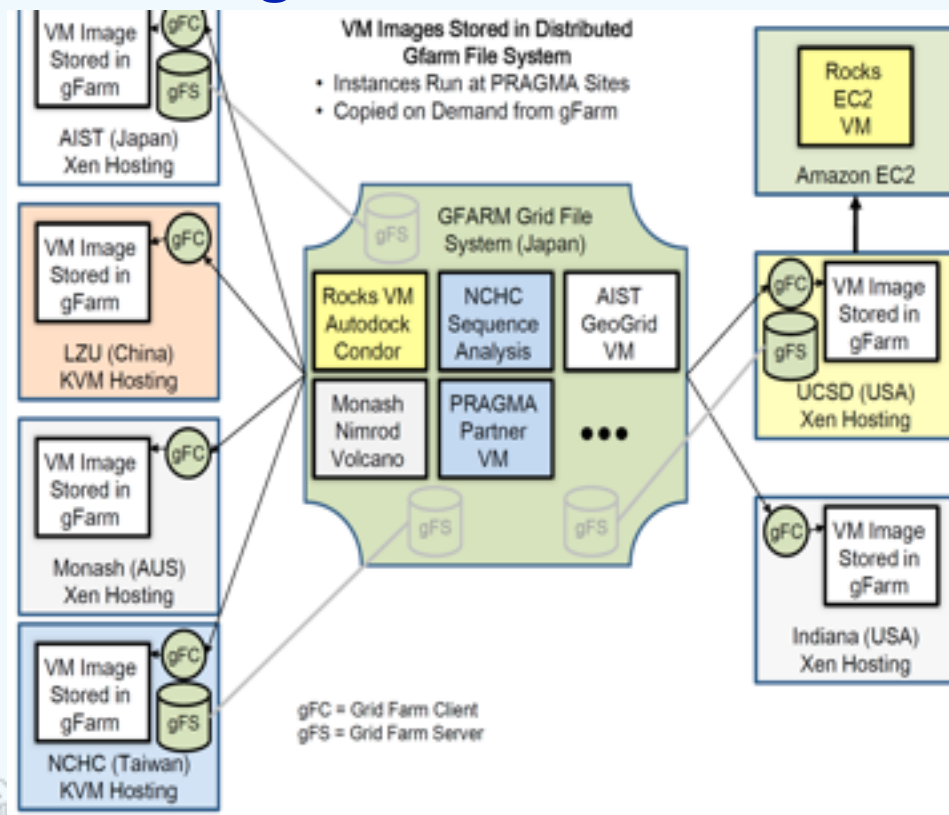 VM Images Stored in Distributed
Gfarm File System
• Instances Run at PRAGMA Sites
• Copied on Demand from gFarm
VM Image
Stored in
gFarm
gFC
gFS
AIST (Japan)
Xen Hosting
VM Image
Stored in
gFarm
gFC
LZU (China)
KVM Hosting
VM Image
Stored in
gFarm
gFC
Monash (AUS)
Xen Hosting
VM Image
Stored in
gFarm
gFC
gFS
NCHC (Taiwan)
KVM Hosting
gFS
GFARM Grid File
System (Japan)
Rocks VM
Autodock
Condor
NCHC
Sequence
Analysis
AIST
GeoGrid
VM
Monash
Nimrod
Volcano
PRAGMA
Partner
VM
•••
gFS
gFS
gFC = Grid Farm Client
gFS = Grid Farm Server
Rocks
EC2
VM
Amazon EC2
gFC
gFS
VM Image
Stored in
gFarm
UCSD (USA)
Xen Hosting
gFC
VM Image
Stored in
gFarm
Indiana (USA)
Xen Hosting